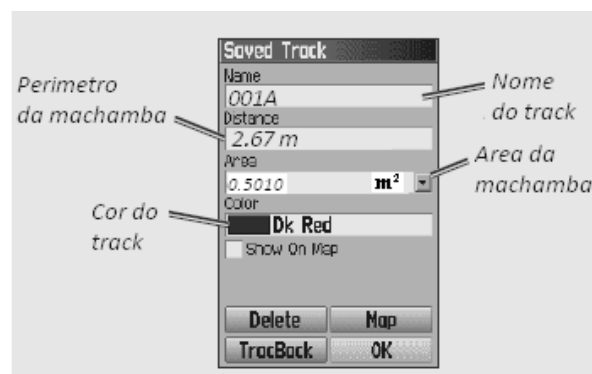 Saved Track
Name
001A
Distance
2.67 m
Area
0.5010 m²
Color
Dk Red
Show On Map
Delete Map
TracBack OK
Perimetro
da machamba
Cor do
track
Nome
do track
Area da
machamba